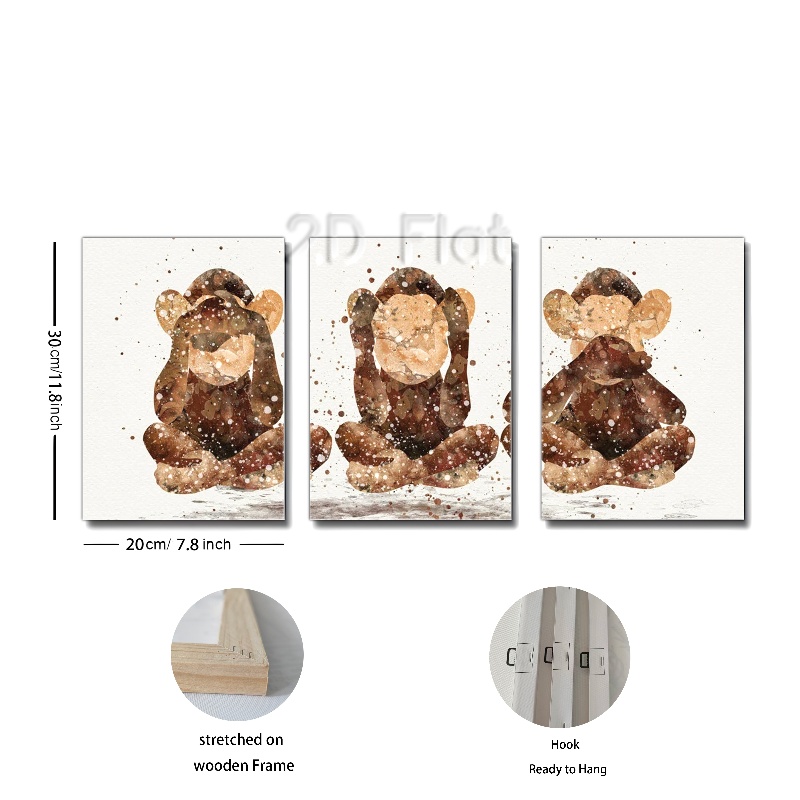 2D Flat
30cm/11.8inch
20cm/ 7.8 inch
stretched on
wooden Frame
Hook
Ready to Hang